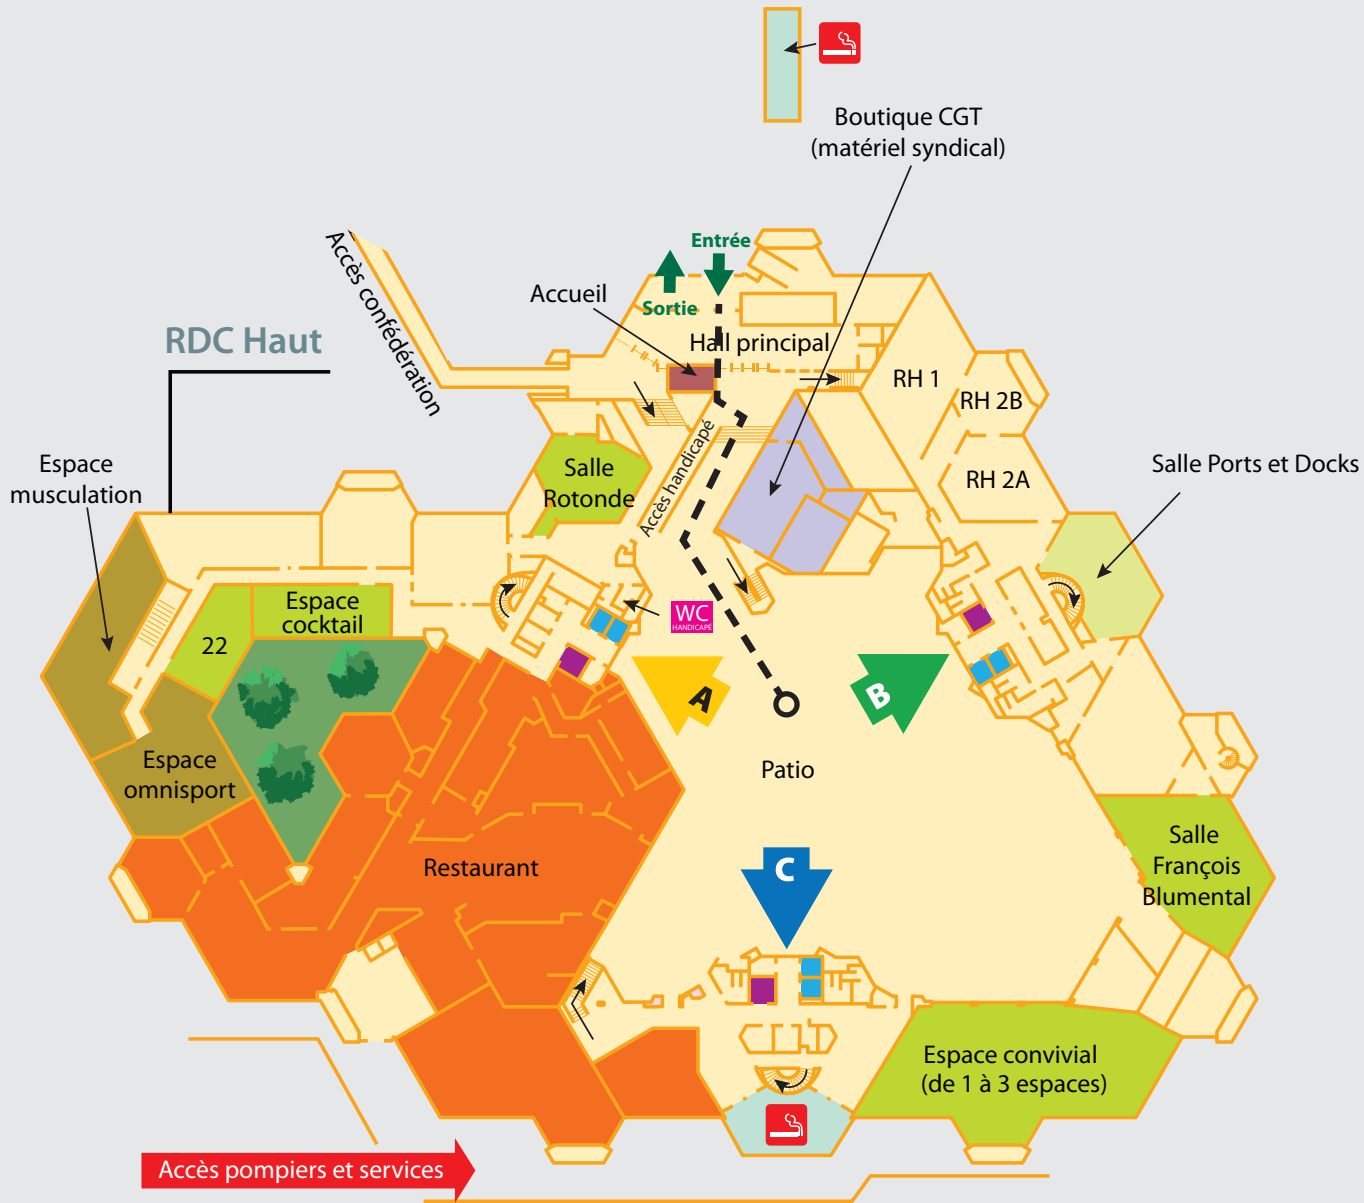 Boutique CGT
(matériel syndical)
Entrée
Sortie
Accueil
Accès confédération
RDC Haut
Hall principal
RH 1
RH 2B
RH 2A
Accès handicapé
Salle
Rotonde
Espace
musculation
Salle Ports et Docks
Espace
cocktail
22
WC
HANDICAPÉ
A
B
Patio
Espace
omnisport
Restaurant
C
Salle
François
Blumental
Espace convivial
(de 1 à 3 espaces)
Accès pompiers et services